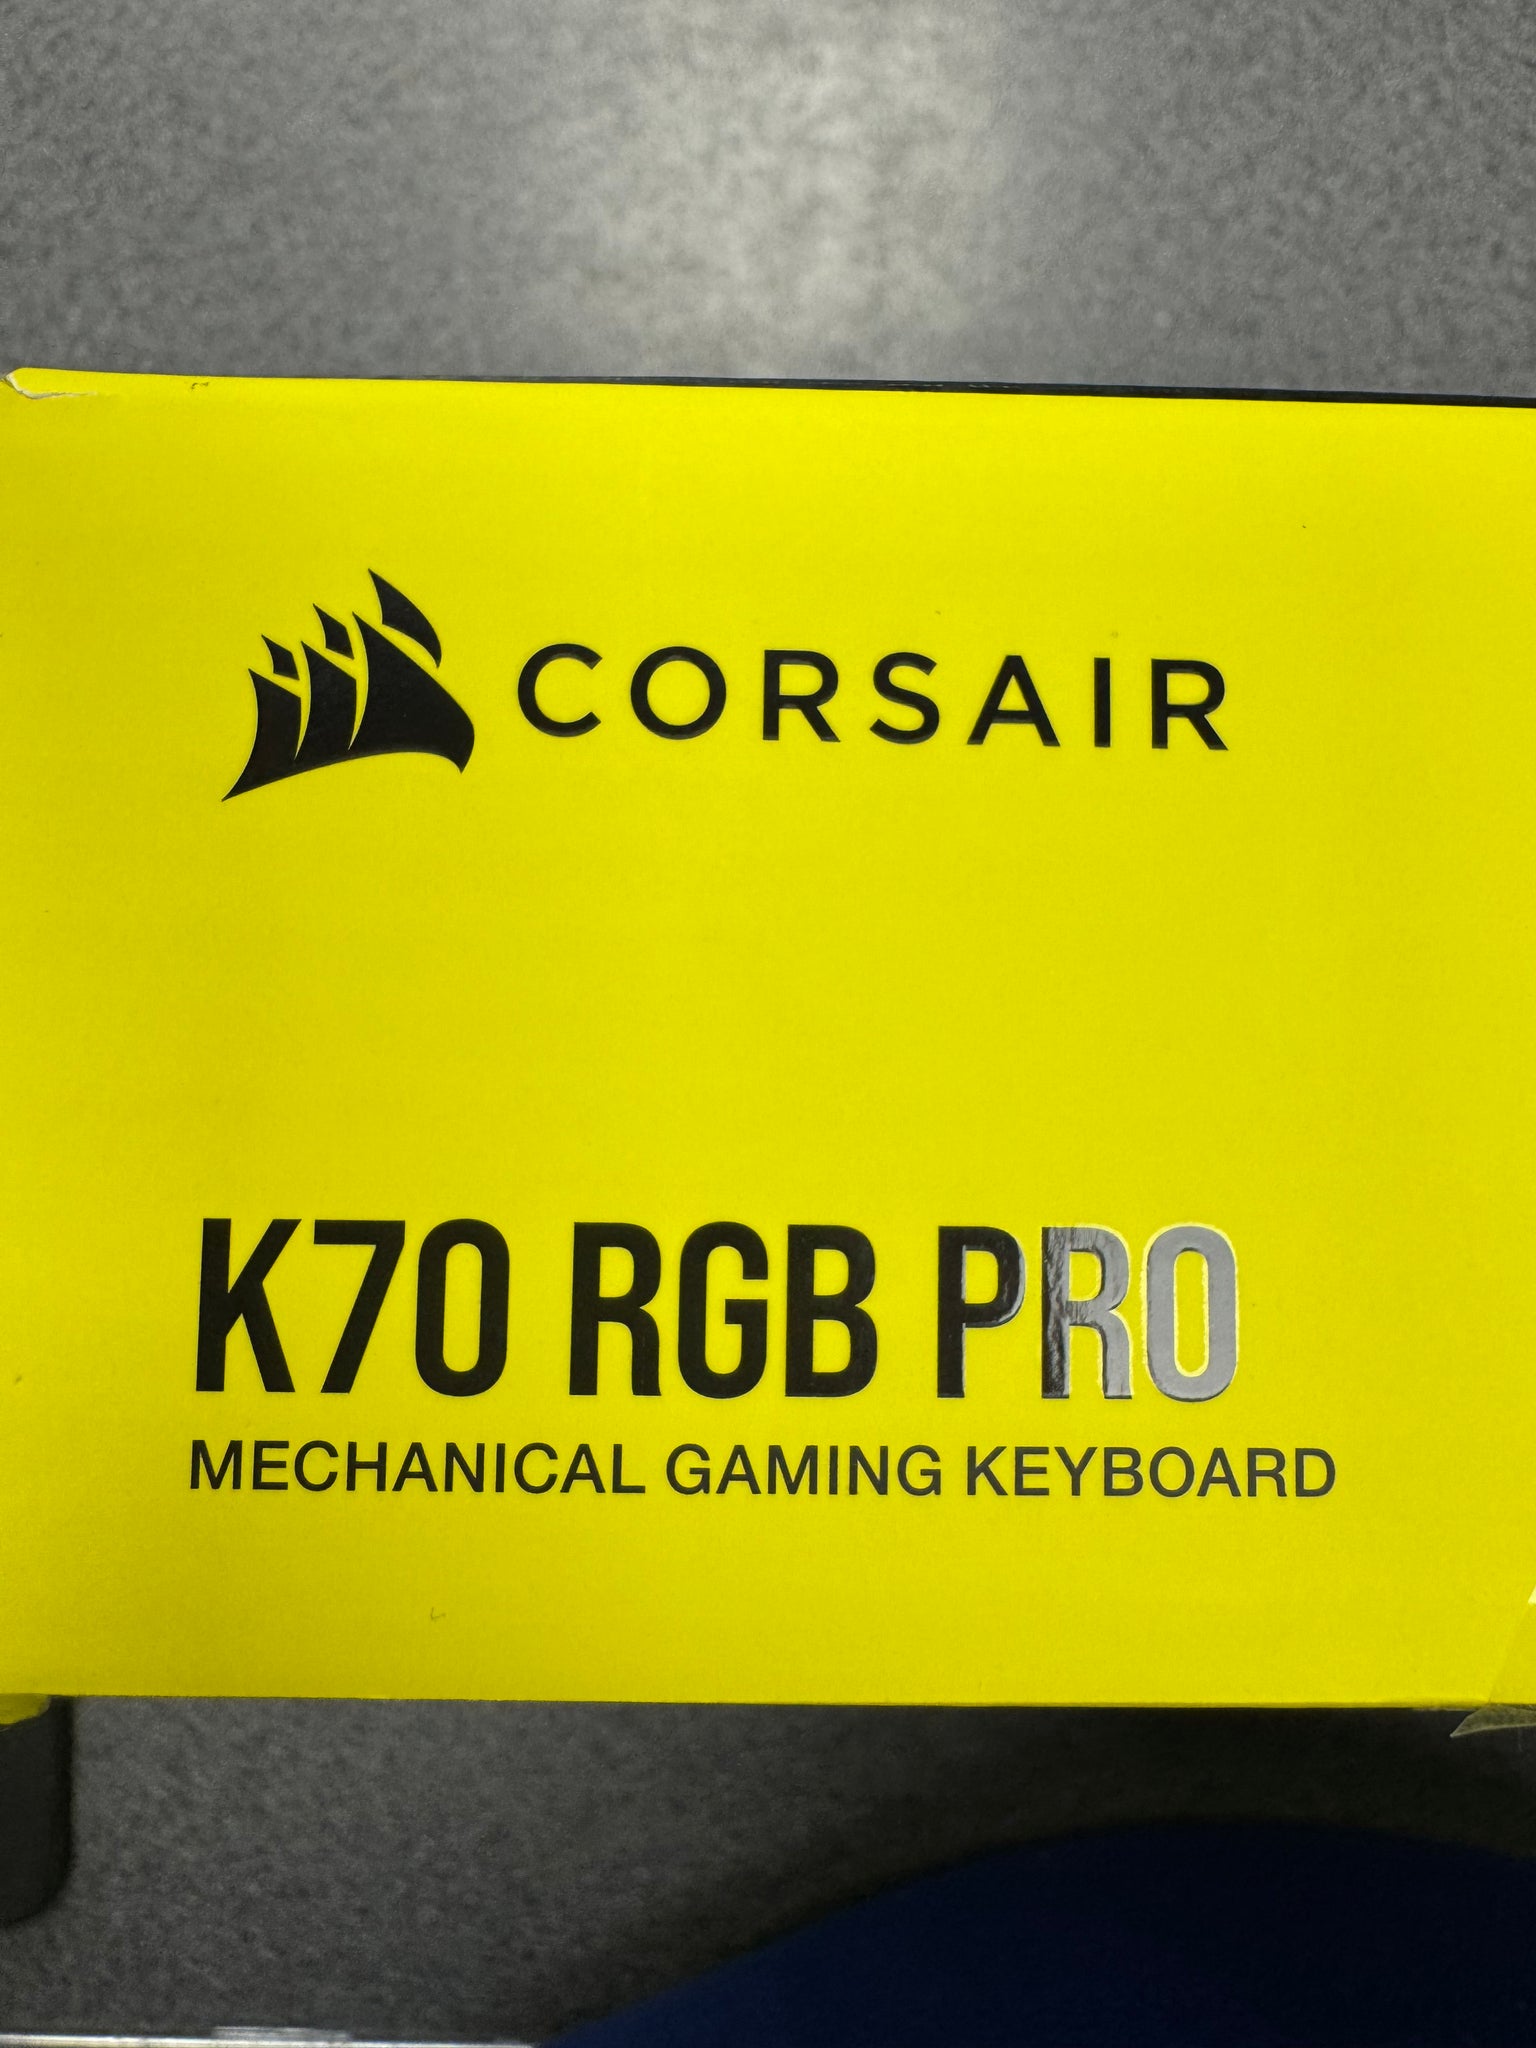 CORSAIR
K70 RGB PRO
MECHANICAL GAMING KEYBOARD